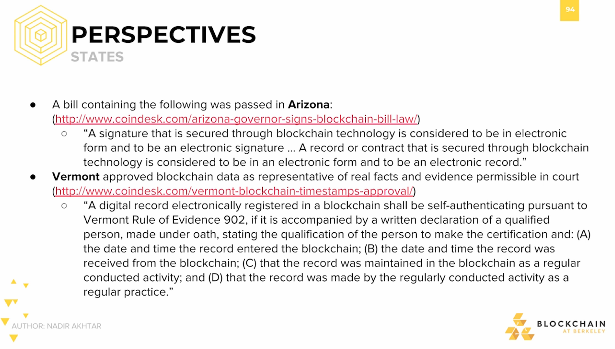 94
PERSPECTIVES
STATES
● A bill containing the following was passed in Arizona:
(http://www.coindesk.com/arizona-governor-signs-blockchain-bill-law/)
○ “A signature that is secured through blockchain technology is considered to be in electronic
form and to be an electronic signature ... A record or contract that is secured through blockchain
technology is considered to be in an electronic form and to be an electronic record.”
● Vermont approved blockchain data as representative of real facts and evidence permissible in court
(http://www.coindesk.com/vermont-blockchain-timestamps-approval/)
○ “A digital record electronically registered in a blockchain shall be self-authenticating pursuant to
Vermont Rule of Evidence 902, if it is accompanied by a written declaration of a qualified
person, made under oath, stating the qualification of the person to make the certification and: (A)
the date and time the record entered the blockchain; (B) the date and time the record was
received from the blockchain; (C) that the record was maintained in the blockchain as a regular
conducted activity; and (D) that the record was made by the regularly conducted activity as a
regular practice.”
AUTHOR: NADIR AKHTAR
BLOCKCHAIN
AT BERKELEY